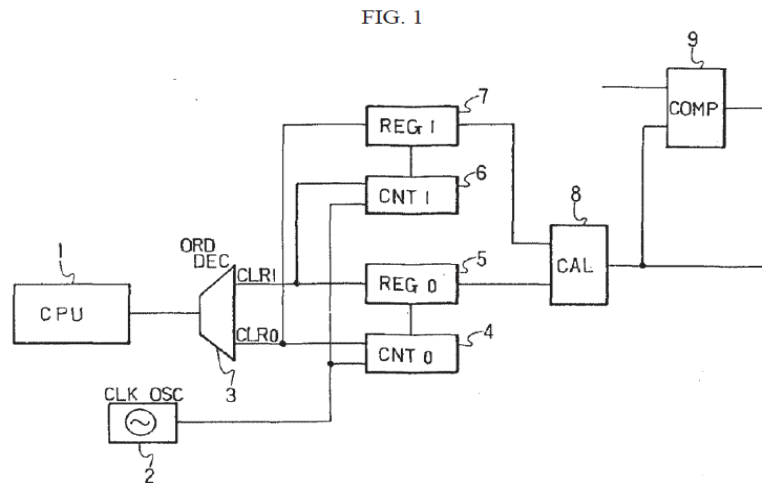 FIG. 1
9
COMP
7
REG 1
6
CNT 1
8
CAL
ORD
DEC
1
CPU
CLR1
5
REG 0
CLR0
4
CNT 0
3
CLK OSC
2